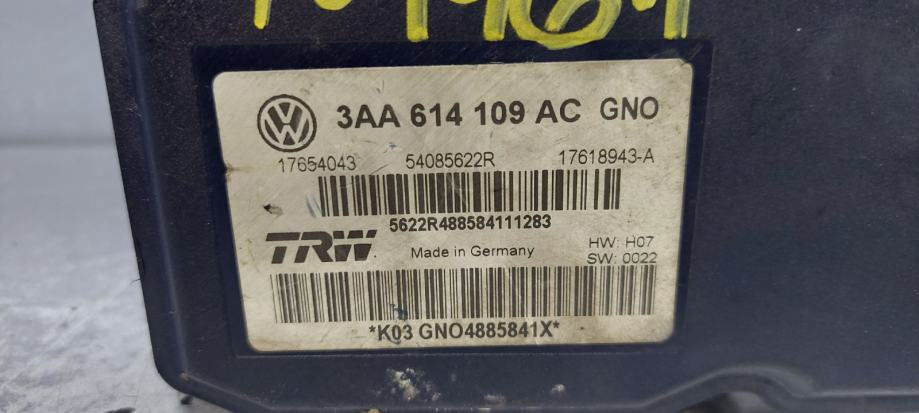 3AA 614 109 AC GNO
17654043 54085622R 17618943-A
5622R488584111283
TRW. Made in Germany HW: H07
SW: 0022
*K03 GNO4885841X*